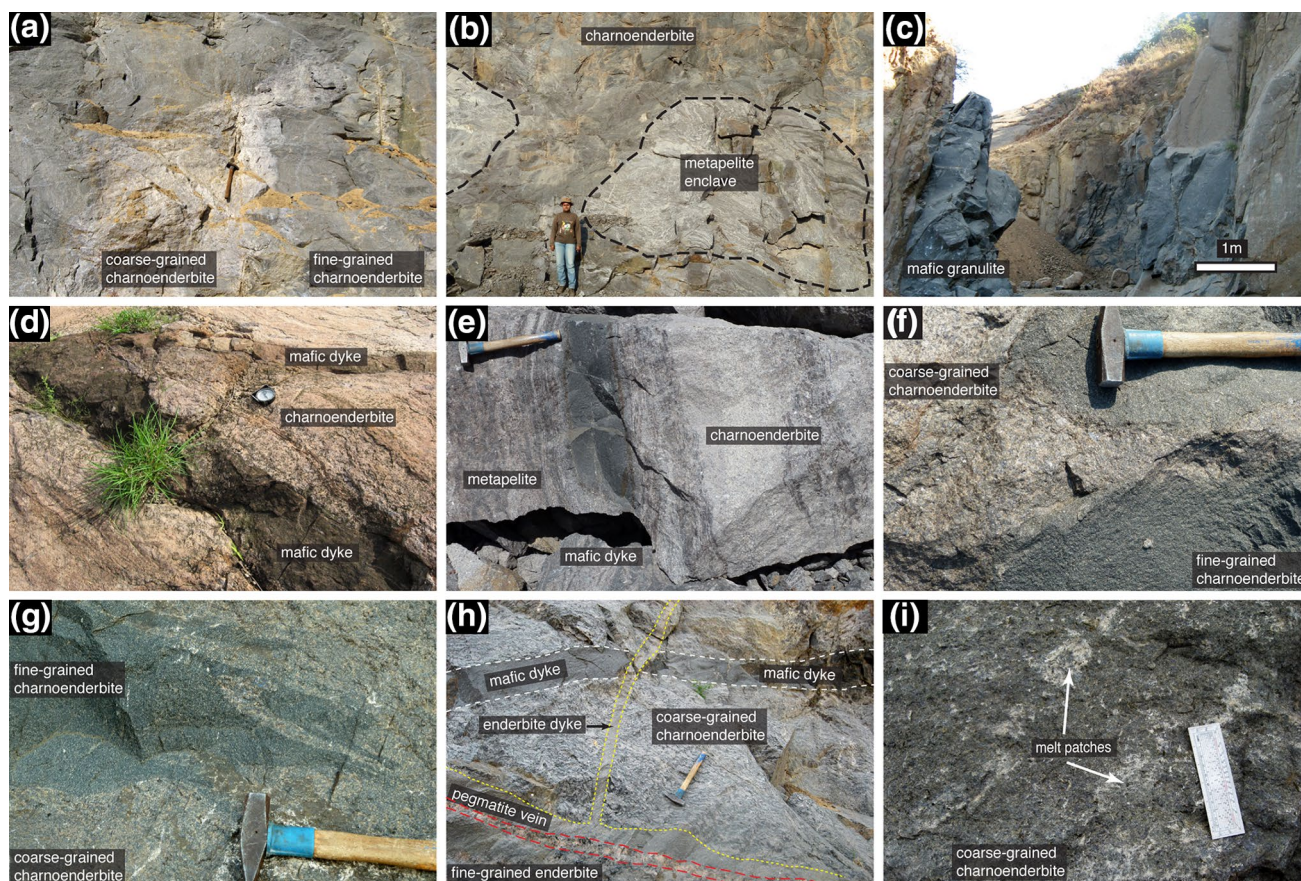 (a)
coarse-grained
charnoenderbite
fine-grained
charnoenderbite
(b)
charnoenderbite
metapelite
enclave
(c)
mafic granulite
1m
(d)
mafic dyke
charnoenderbite
mafic dyke
(e)
charnoenderbite
metapelite
mafic dyke
(f)
coarse-grained
charnoenderbite
fine-grained
charnoenderbite
(g)
fine-grained
charnoenderbite
coarse-grained
charnoenderbite
(h)
mafic dyke
mafic dyke
enderbite dyke
coarse-grained
charnoenderbite
pegmatite vein
fine-grained enderbite
(i)
melt patches
coarse-grained
charnoenderbite